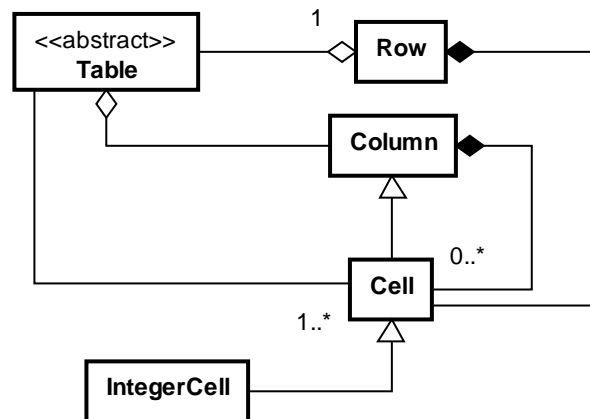 1
<<abstract>>
Table
Row
Column
0..*
Cell
1..*
IntegerCell